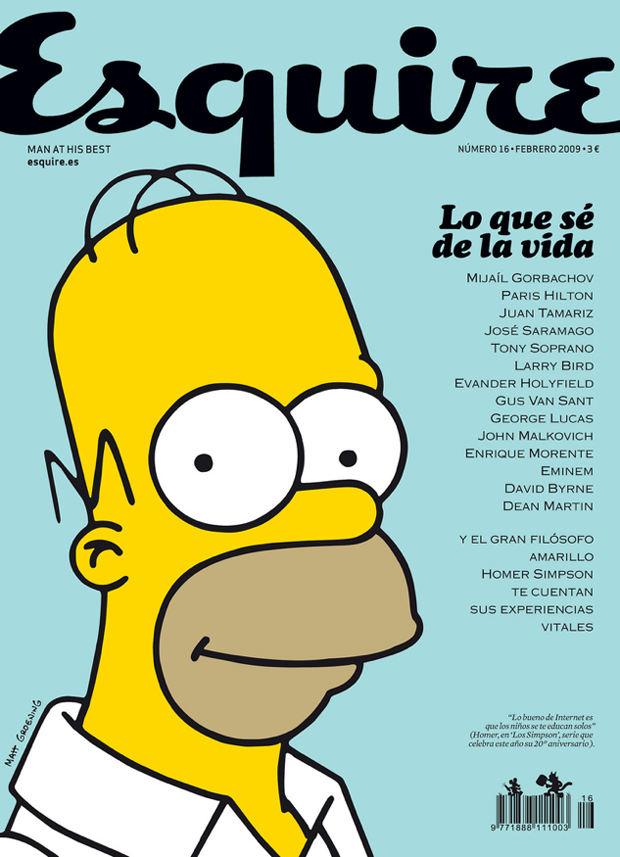 Esquire
MAN AT HIS BEST
esquire.es
NÚMERO 16 • FEBRERO 2009 • 3 €
Lo que sé
de la vida
MIJAÍL GORBACHOV
PARIS HILTON
JUAN TAMARIZ
JOSÉ SARAMAGO
TONY SOPRANO
LARRY BIRD
EVANDER HOLYFIELD
GUS VAN SANT
GEORGE LUCAS
JOHN MALKOVICH
ENRIQUE MORENTE
EMINEM
DAVID BYRNE
DEAN MARTIN
Y EL GRAN FILÓSOFO
AMARILLO
HOMER SIMPSON
TE CUENTAN
SUS EXPERIENCIAS
VITALES
MATT GROENING
“Lo bueno de Internet es
que los niños se te educan solos”
(Homer, en ‘Los Simpson’, serie que
celebra este año su 20º aniversario).
16
9 771888 111003